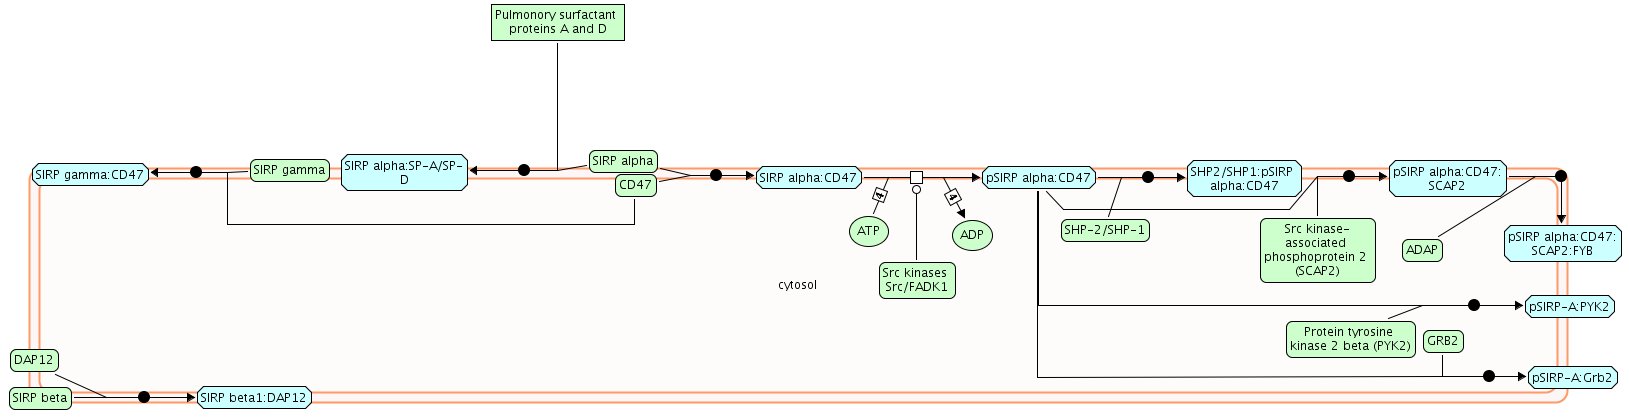 Pulmonory surfactant
proteins A and D
SIRP gamma:CD47
SIRP gamma
SIRP alpha:SP-A/SP-
D
SIRP alpha
CD47
SIRP alpha:CD47
pSIRP alpha:CD47
SHP2/SHP1:pSIRP
alpha:CD47
pSIRP alpha:CD47:
SCAP2
4
4
ATP
ADP
SHP-2/SHP-1
Src kinase-
associated
phosphoprotein 2
(SCAP2)
ADAP
pSIRP alpha:CD47:
SCAP2:FYB
Src kinases
Src/FADK1
cytosol
pSIRP-A:PYK2
Protein tyrosine
kinase 2 beta (PYK2)
GRB2
DAP12
SIRP beta
SIRP beta1:DAP12
pSIRP-A:Grb2